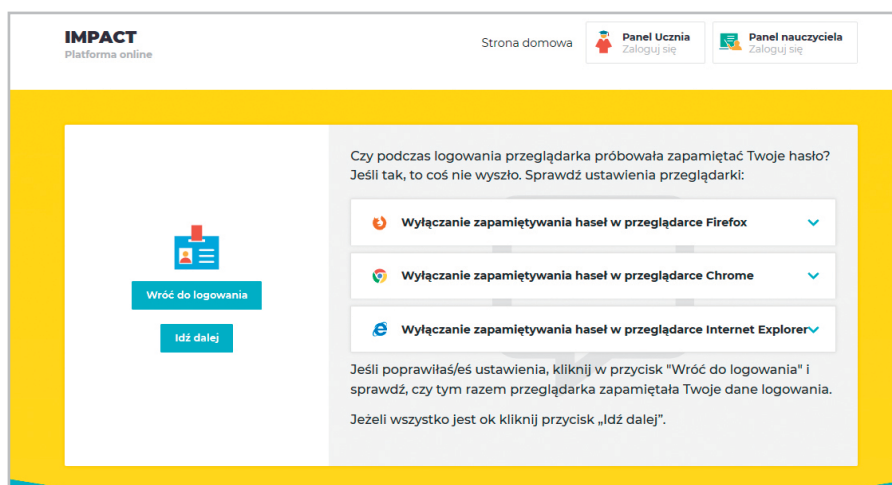 IMPACT
Platforma online
Strona domowa
Panel Ucznia
Zaloguj się
Panel nauczyciela
Zaloguj się
Czy podczas logowania przeglądarka próbowała zapamiętać Twoje hasło?
Jeśli tak, to coś nie wyszło. Sprawdź ustawienia przeglądarki:
Wyłączanie zapamiętywania haseł w przeglądarce Firefox
Wyłączanie zapamiętywania haseł w przeglądarce Chrome
Wyłączanie zapamiętywania haseł w przeglądarce Internet Explorer
Wróć do logowania
Idź dalej
Jeśli poprawiłaś/eś ustawienia, kliknij w przycisk "Wróć do logowania" i
sprawdź, czy tym razem przeglądarka zapamiętała Twoje dane logowania.
Jeżeli wszystko jest ok kliknij przycisk „Idź dalej”.